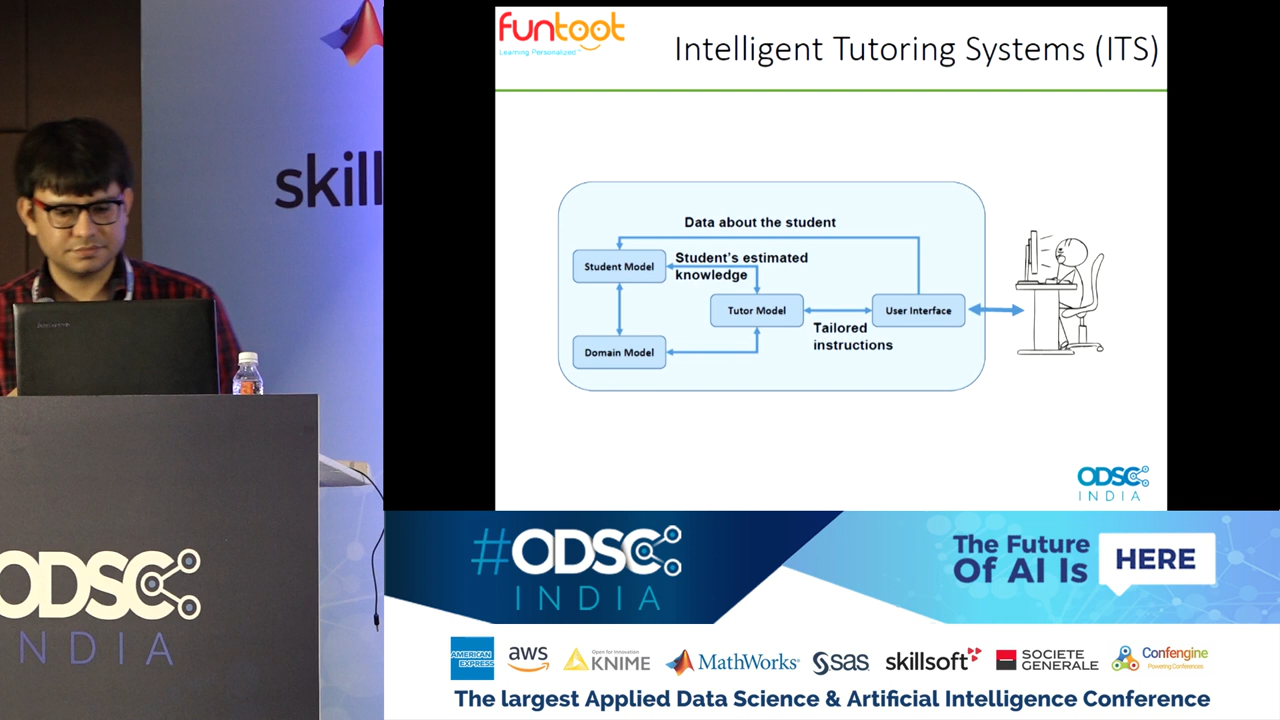 skill
ODSC
INDIA
funtoot
Learning Personalized
Intelligent Tutoring Systems (ITS)
Data about the student
Student Model
Student's estimated
knowledge
Tutor Model
User Interface
Tailored
instructions
Domain Model
ODSC
INDIA
#ODSC
INDIA
The Future
Of AI Is
HERE
AMERICAN
EXPRESS
aws
Open for Innovation
KNIME
MathWorks
sas
skillsoft
SOCIETE
GENERALE
Confengine
Powering Conferences
The largest Applied Data Science & Artificial Intelligence Conference